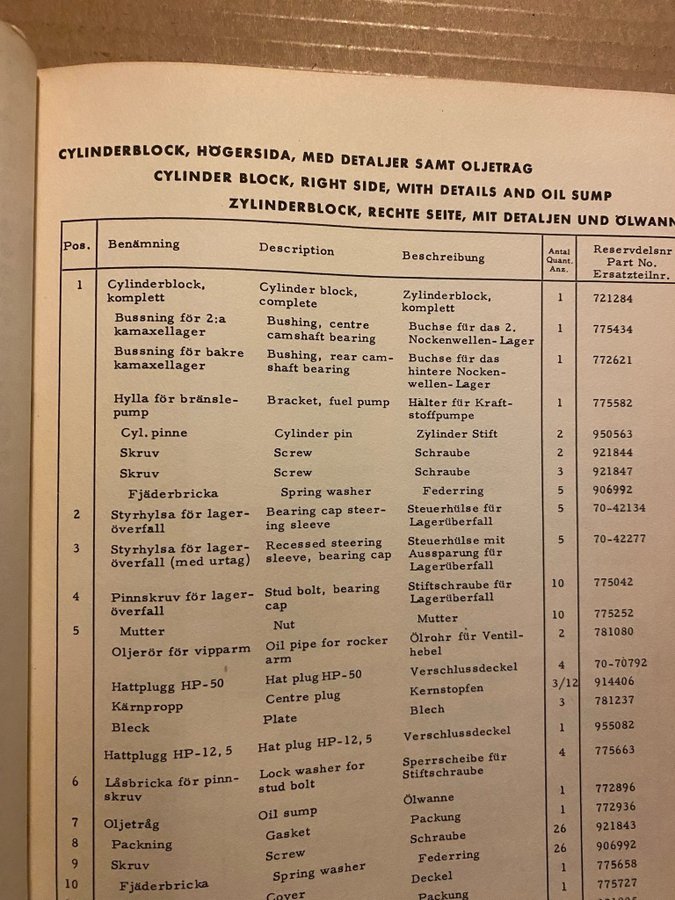 CYLINDERBLOCK, HÖGERSIDA, MED DETALJER SAMT OLJETRÅG
CYLINDER BLOCK, RIGHT SIDE, WITH DETAILS AND OIL SUMP
ZYLINDERBLOCK, RECHTE SEITE, MIT DETALJEN UND ÖLWANN
Pos. Benämning Description Beschreibung Antal Quant. Anz. Reservdelsnr Part No. Ersatzteilnr.
1 Cylinderblock, Cylinder block, Zylinderblock,
komplett complete komplett 1 721284
Bussning för 2:a Bushing, centre Buchse für das 2.
kamaxellager camshaft bearing Nockenwellen-Lager 1 775434
Bussning för bakre Bushing, rear cam- Buchse für das 1 772621
kamaxellager shaft bearing hintere Nocken-
wellen-Lager
Hylla för bränsle- Bracket, fuel pump Halter für Kraft- 1 775582
pump stoffpumpe
Cyl. pinne Cylinder pin Zylinder Stift 2 950563
Skruv Screw Schraube 2 921844
Skruv Screw Schraube 3 921847
Fjäderbricka Spring washer Federring 5 906992
2 Styrhylsa för lager- Bearing cap steer- Steuerhülse für 5 70-42134
överfall ing sleeve Lagerüberfall
3 Styrhylsa för lager- Recessed steering Steuerhülse mit 5 70-42277
överfall (med urtag) sleeve, bearing cap Aussparung für
Lagerüberfall
4 Pinnskruv för lager- Stud bolt, bearing Stiftschraube für 10 775042
överfall cap Lagerüberfall
5 Mutter Nut Mutter 10 775252
Oljerör för vipparm Oil pipe for rocker Ölrohr für Ventil- 2 781080
arm hebel
Hattplugg HP-50 Hat plug HP-50 Verschlussdeckel 4 70-70792
Kärnpropp Centre plug Kernstopfen 3/12 914406
Bleck Plate Blech 3 781237
Hattplugg HP-12, 5 Hat plug HP-12, 5 Verschlussdeckel 1 955082
6 Låsbricka för pinn- Lock washer for Sperrscheibe für 4 775663
skruv stud bolt Stiftschraube
7 Oljetråg Oil sump Ölwanne 1 772896
8 Packning Gasket Packung 1 772936
9 Skruv Screw Schraube 26 921843
10 Fjäderbricka Spring washer Federring 26 906992
Cover Deckel 1 775658
Packung 1 775727